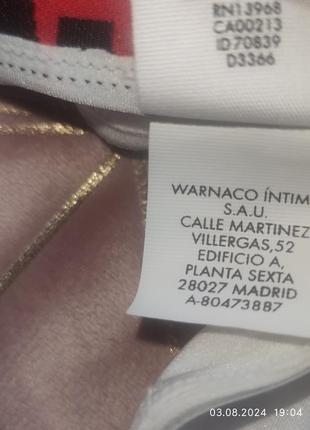 RN13968
CA00213
ID70839
D3366
WARNACO ÍNTIM
S.A.U.
CALLE MARTINEZ
VILLERGAS,52
EDIFICIO A,
PLANTA SEXTA
28027 MADRID
A-80473887
03.08.2024 19:04